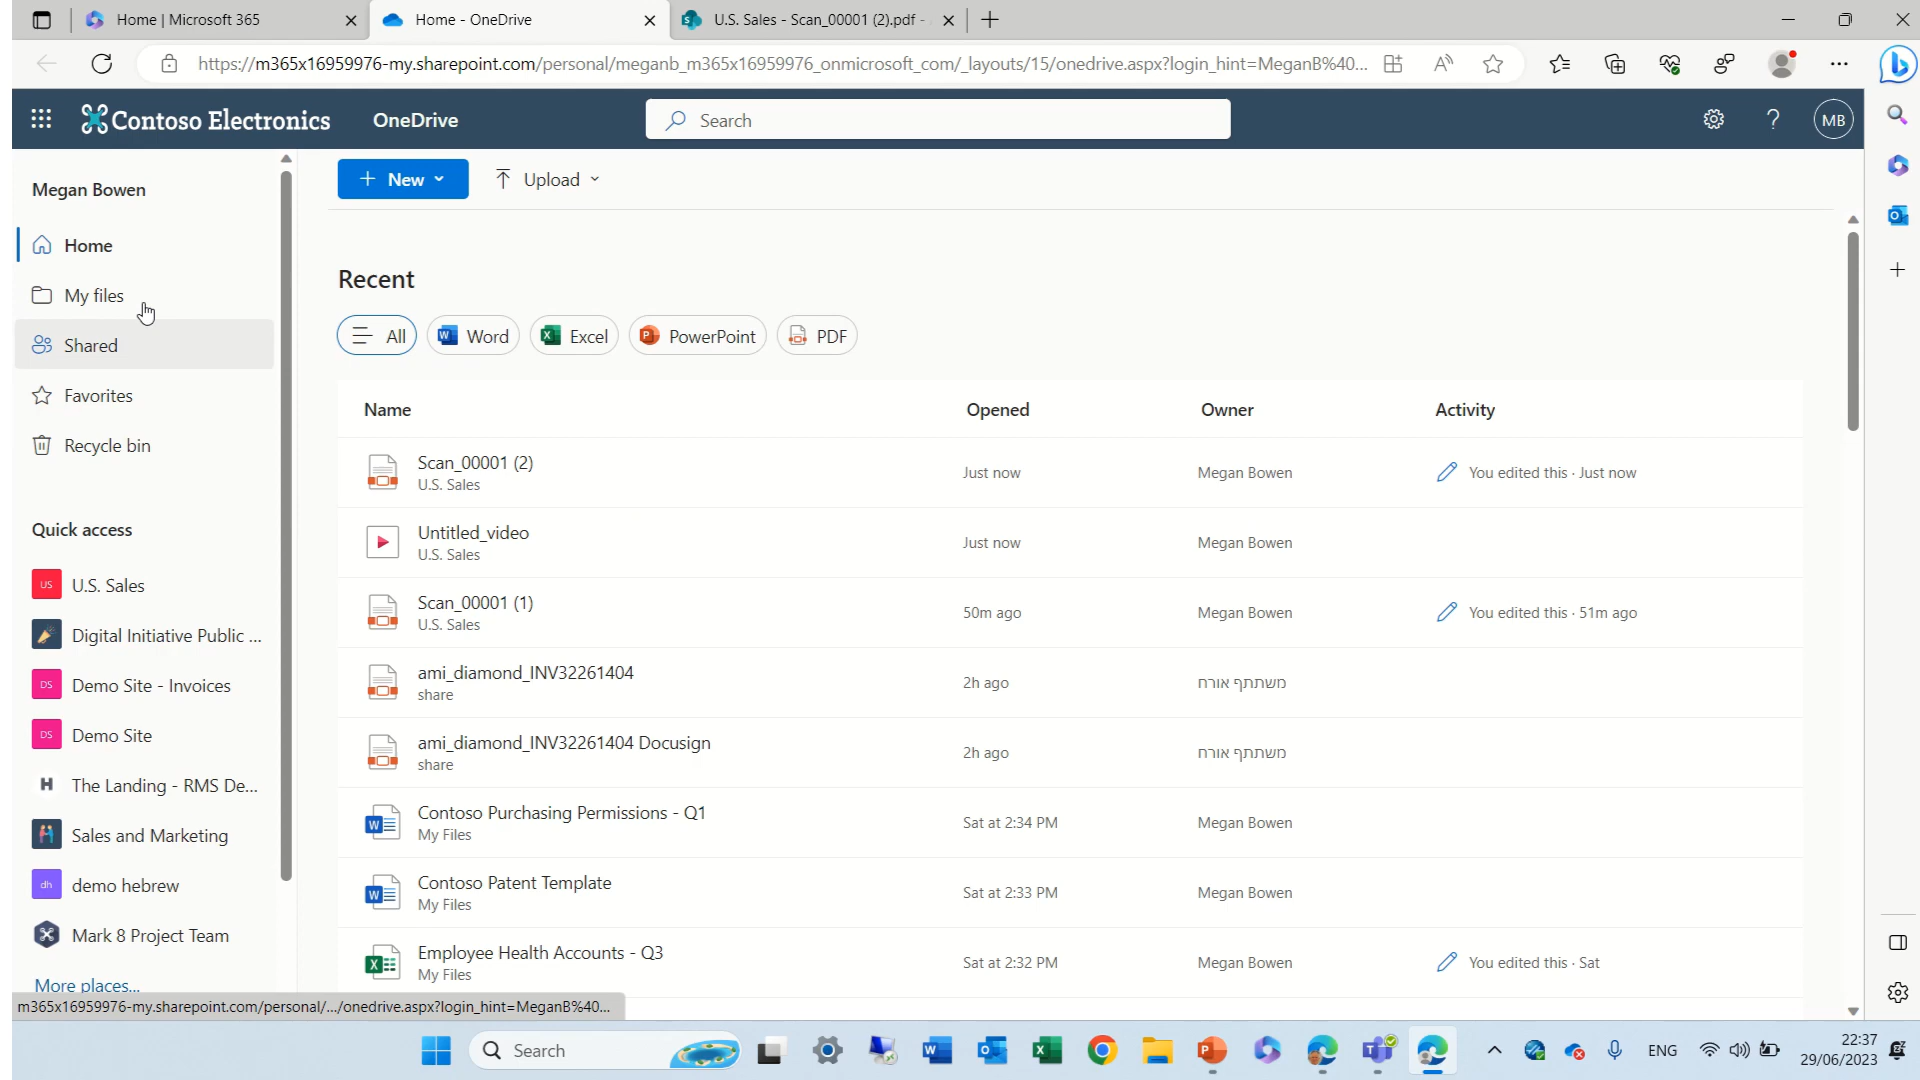 Home | Microsoft 365
Home - OneDrive
U.S. Sales - Scan_00001 (2).pdf -
https://m365x16959976-my.sharepoint.com/personal/meganb_m365x16959976_onmicrosoft_com/_layouts/15/onedrive.aspx?login_hint=MeganB%40...
Contoso Electronics
OneDrive
Search
MB
Megan Bowen
Home
My files
Shared
Favorites
Recycle bin
Quick access
US U.S. Sales
Digital Initiative Public ...
DS Demo Site - Invoices
DS Demo Site
H The Landing - RMS De...
Sales and Marketing
dh demo hebrew
Mark 8 Project Team
More places...
New
Upload
Recent
All
Word
Excel
PowerPoint
PDF
Name Opened Owner Activity
Scan_00001 (2) Just now Megan Bowen You edited this · Just now
U.S. Sales
Untitled_video Just now Megan Bowen
U.S. Sales
Scan_00001 (1) 50m ago Megan Bowen You edited this · 51m ago
U.S. Sales
ami_diamond_INV32261404 2h ago משתתף אורח
share
ami_diamond_INV32261404 Docusign 2h ago משתתף אורח
share
Contoso Purchasing Permissions - Q1 Sat at 2:34 PM Megan Bowen
My Files
Contoso Patent Template Sat at 2:33 PM Megan Bowen
My Files
Employee Health Accounts - Q3 Sat at 2:32 PM Megan Bowen You edited this · Sat
My Files
m365x16959976-my.sharepoint.com/personal/.../onedrive.aspx?login_hint=MeganB%40...
Search
ENG
22:37
29/06/2023